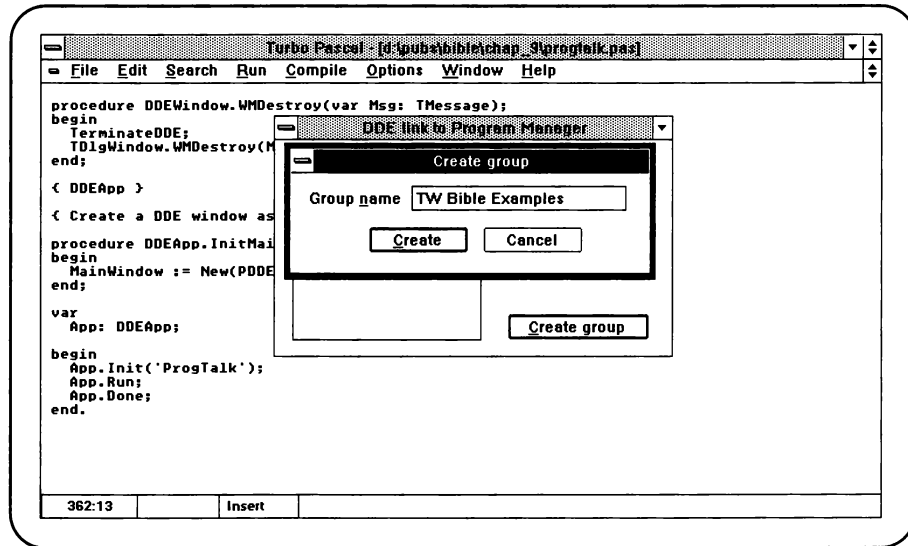 Turbo Pascal - [d:\pubs\bible\chap_9\progtalk.pas]
File Edit Search Run Compile Options Window Help
procedure DDEWindow.WMDestroy(var Msg: TMessage);
begin
TerminateDDE;
TDlgWindow.WMDestroy(M
end;
{ DDEApp }
{ Create a DDE window as
procedure DDEApp.InitMai
begin
MainWindow := New(PDDE
end;
var
App: DDEApp;
begin
App.Init('ProgTalk');
App.Run;
App.Done;
end.
DDE link to Program Manager
Create group
Group name TW Bible Examples
Create Cancel
Create group
362:13 Insert